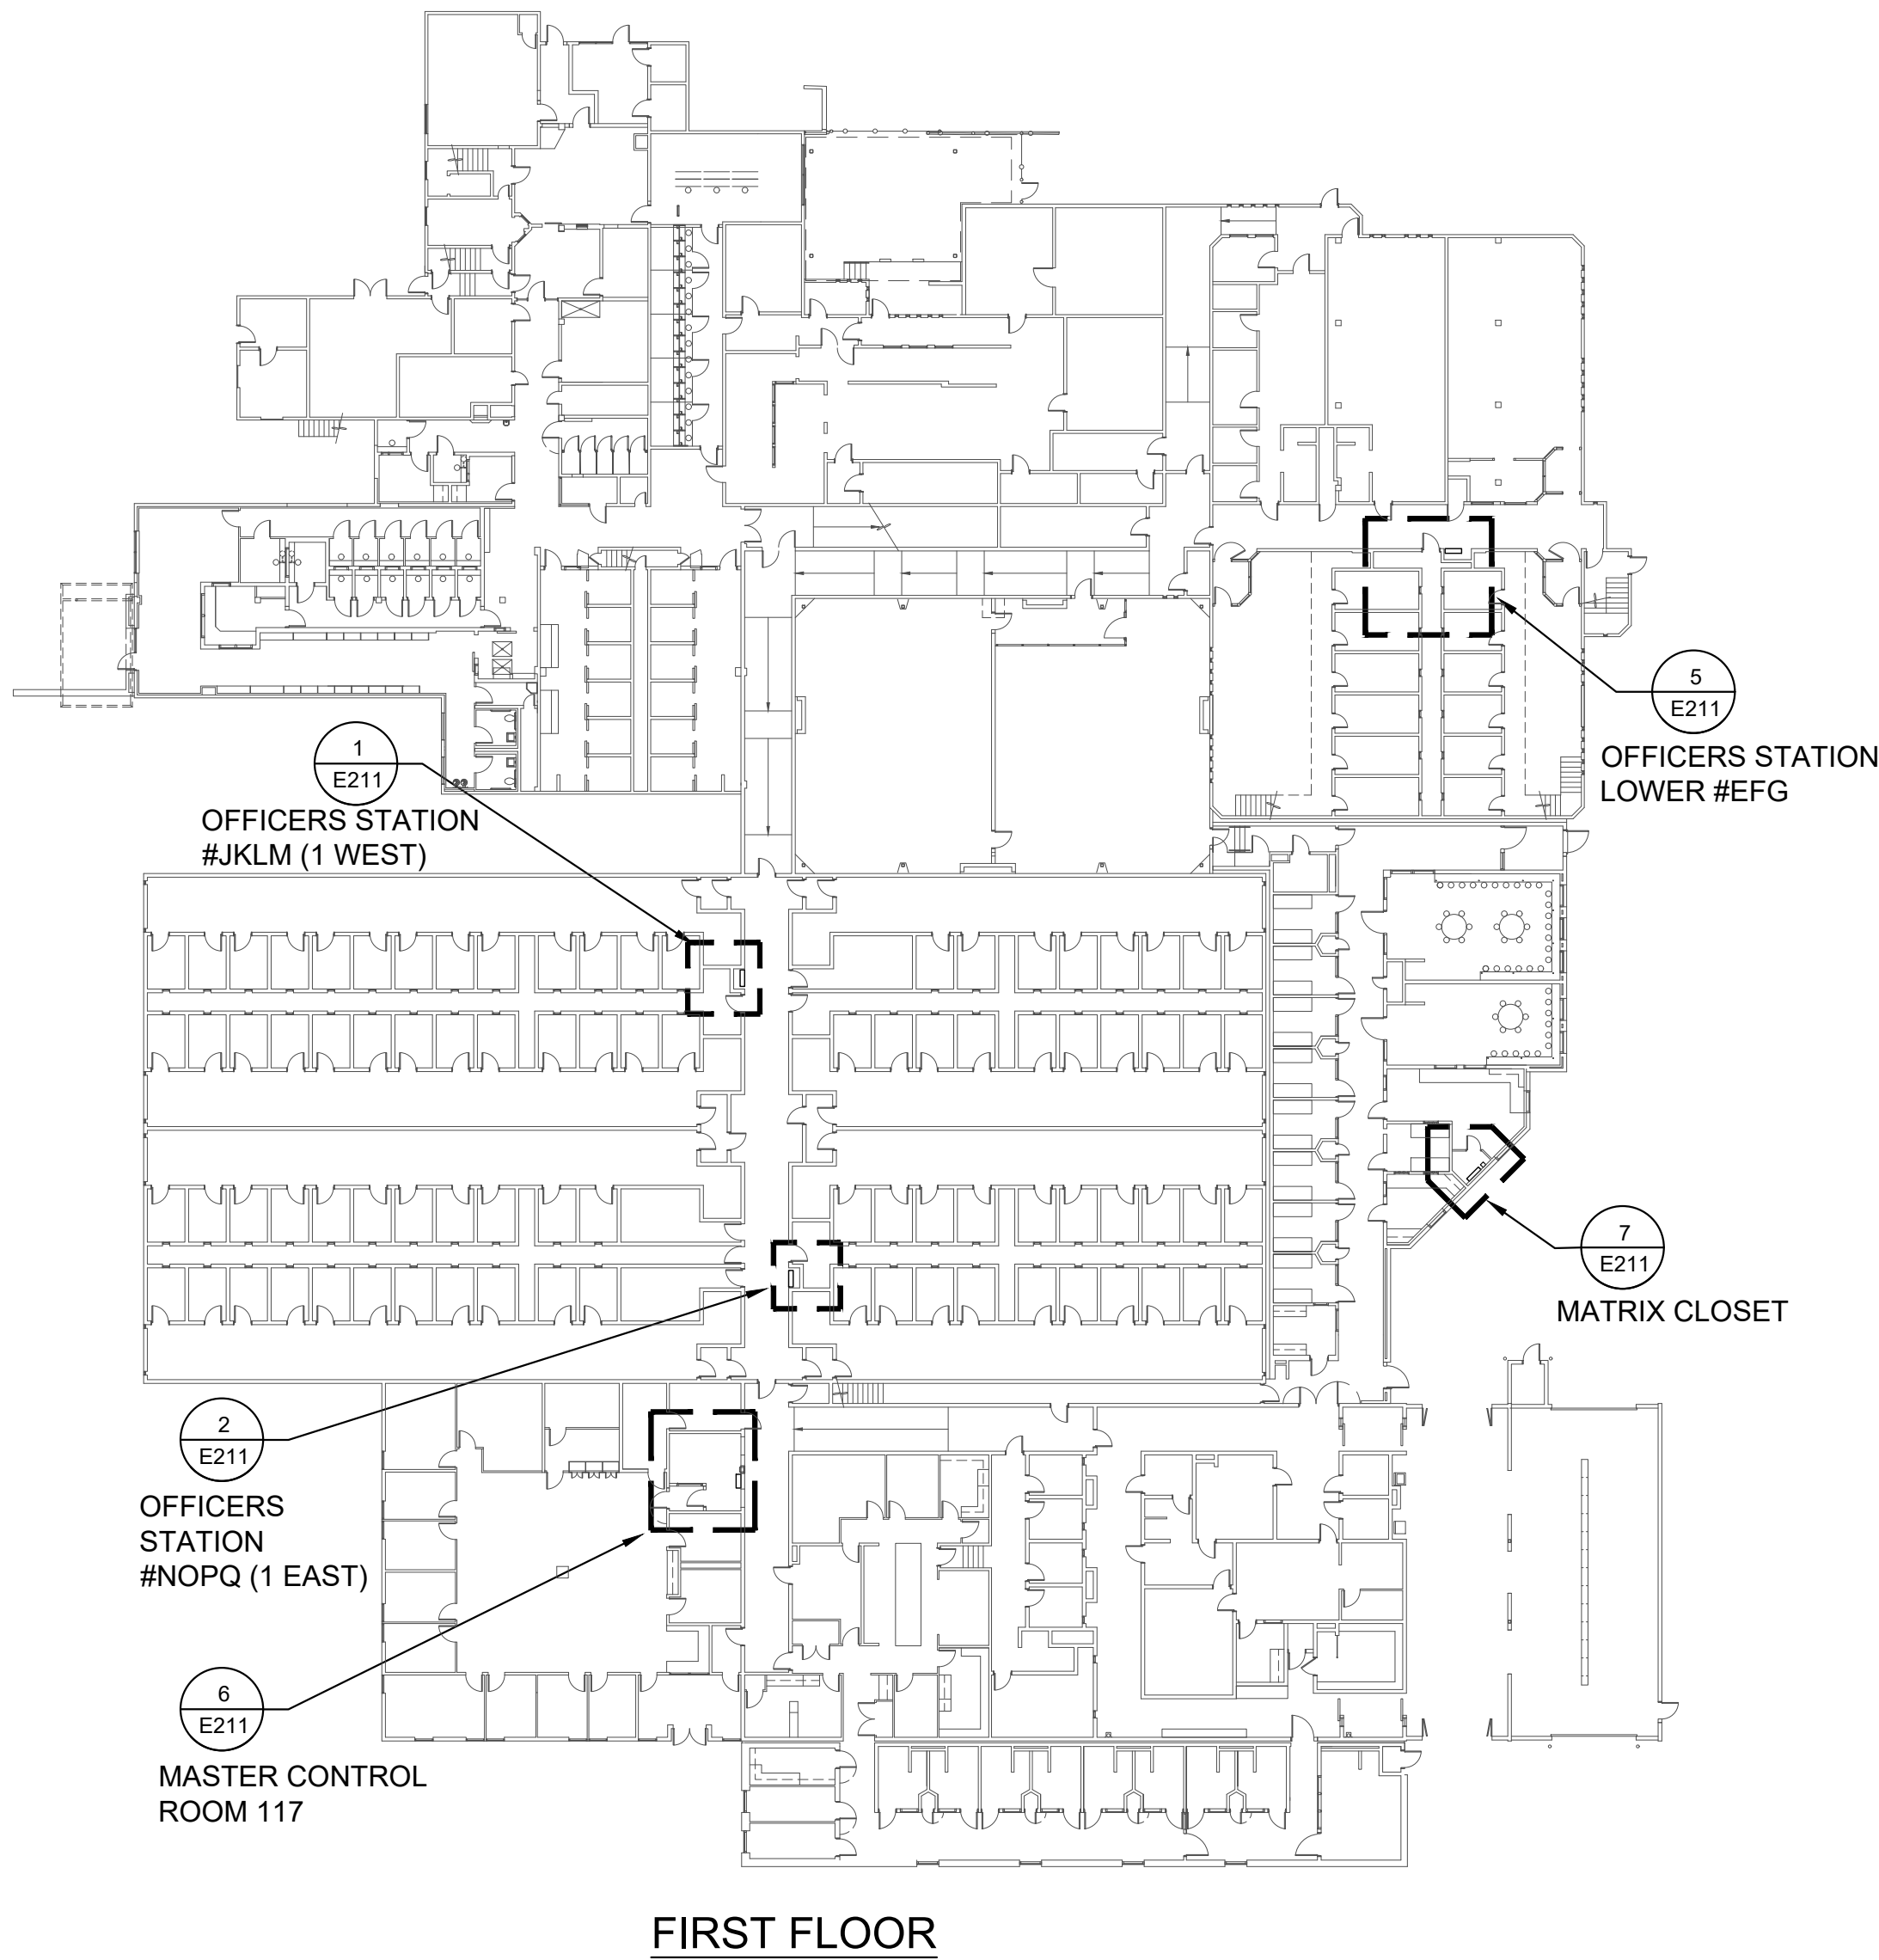 5
E211
OFFICERS STATION
LOWER #EFG
1
E211
OFFICERS STATION
#JKLM (1 WEST)
7
E211
MATRIX CLOSET
2
E211
OFFICERS
STATION
#NOPQ (1 EAST)
6
E211
MASTER CONTROL
ROOM 117
FIRST FLOOR